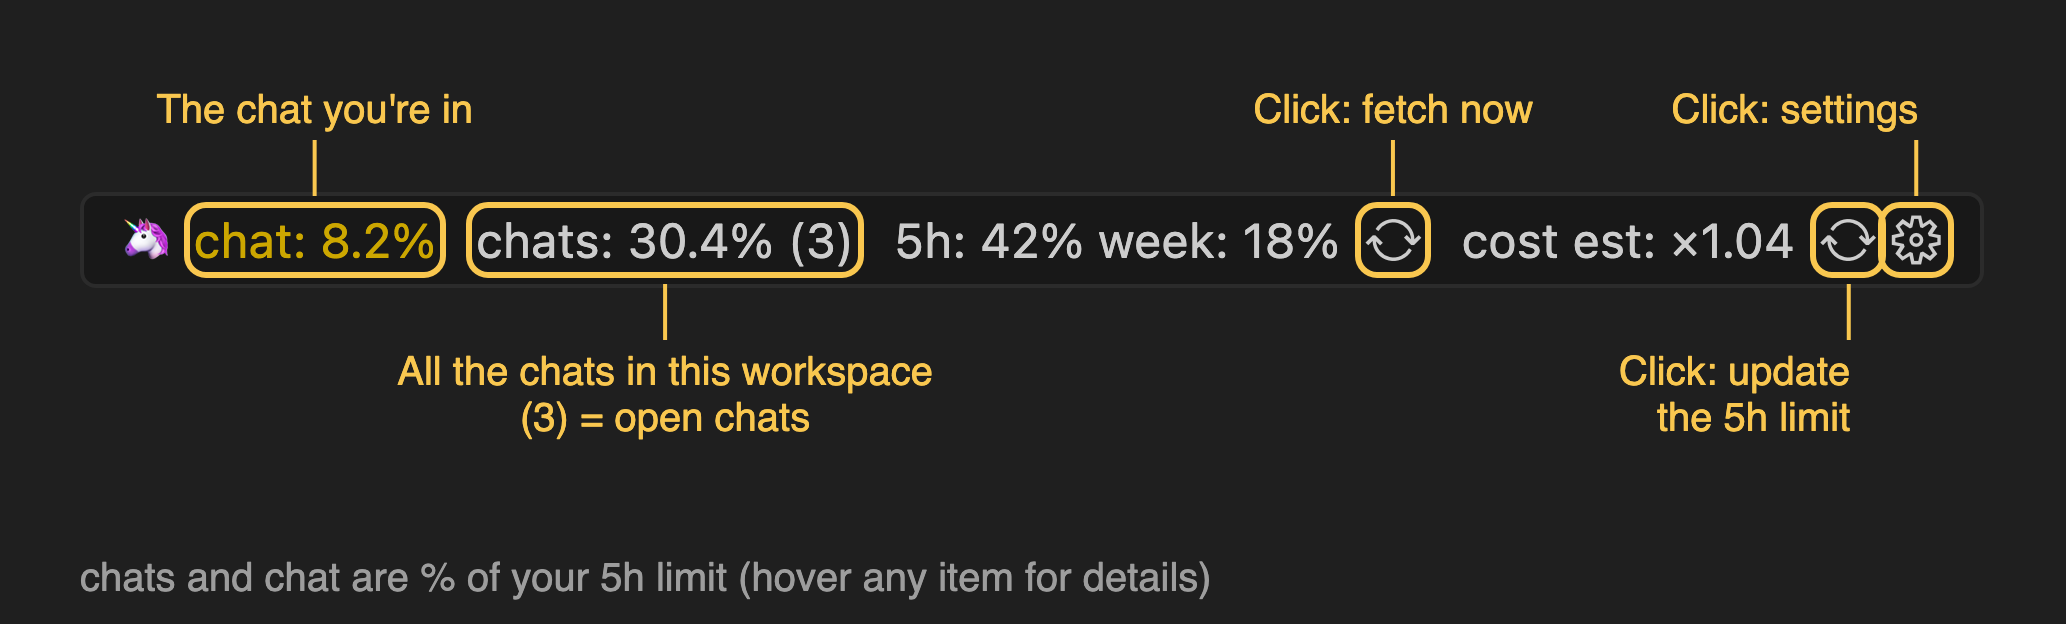 The chat you're in
Click: fetch now
Click: settings
chat: 8.2% chats: 30.4% (3) 5h: 42% week: 18% cost est: ×1.04
All the chats in this workspace
(3) = open chats
Click: update
the 5h limit
chats and chat are % of your 5h limit (hover any item for details)